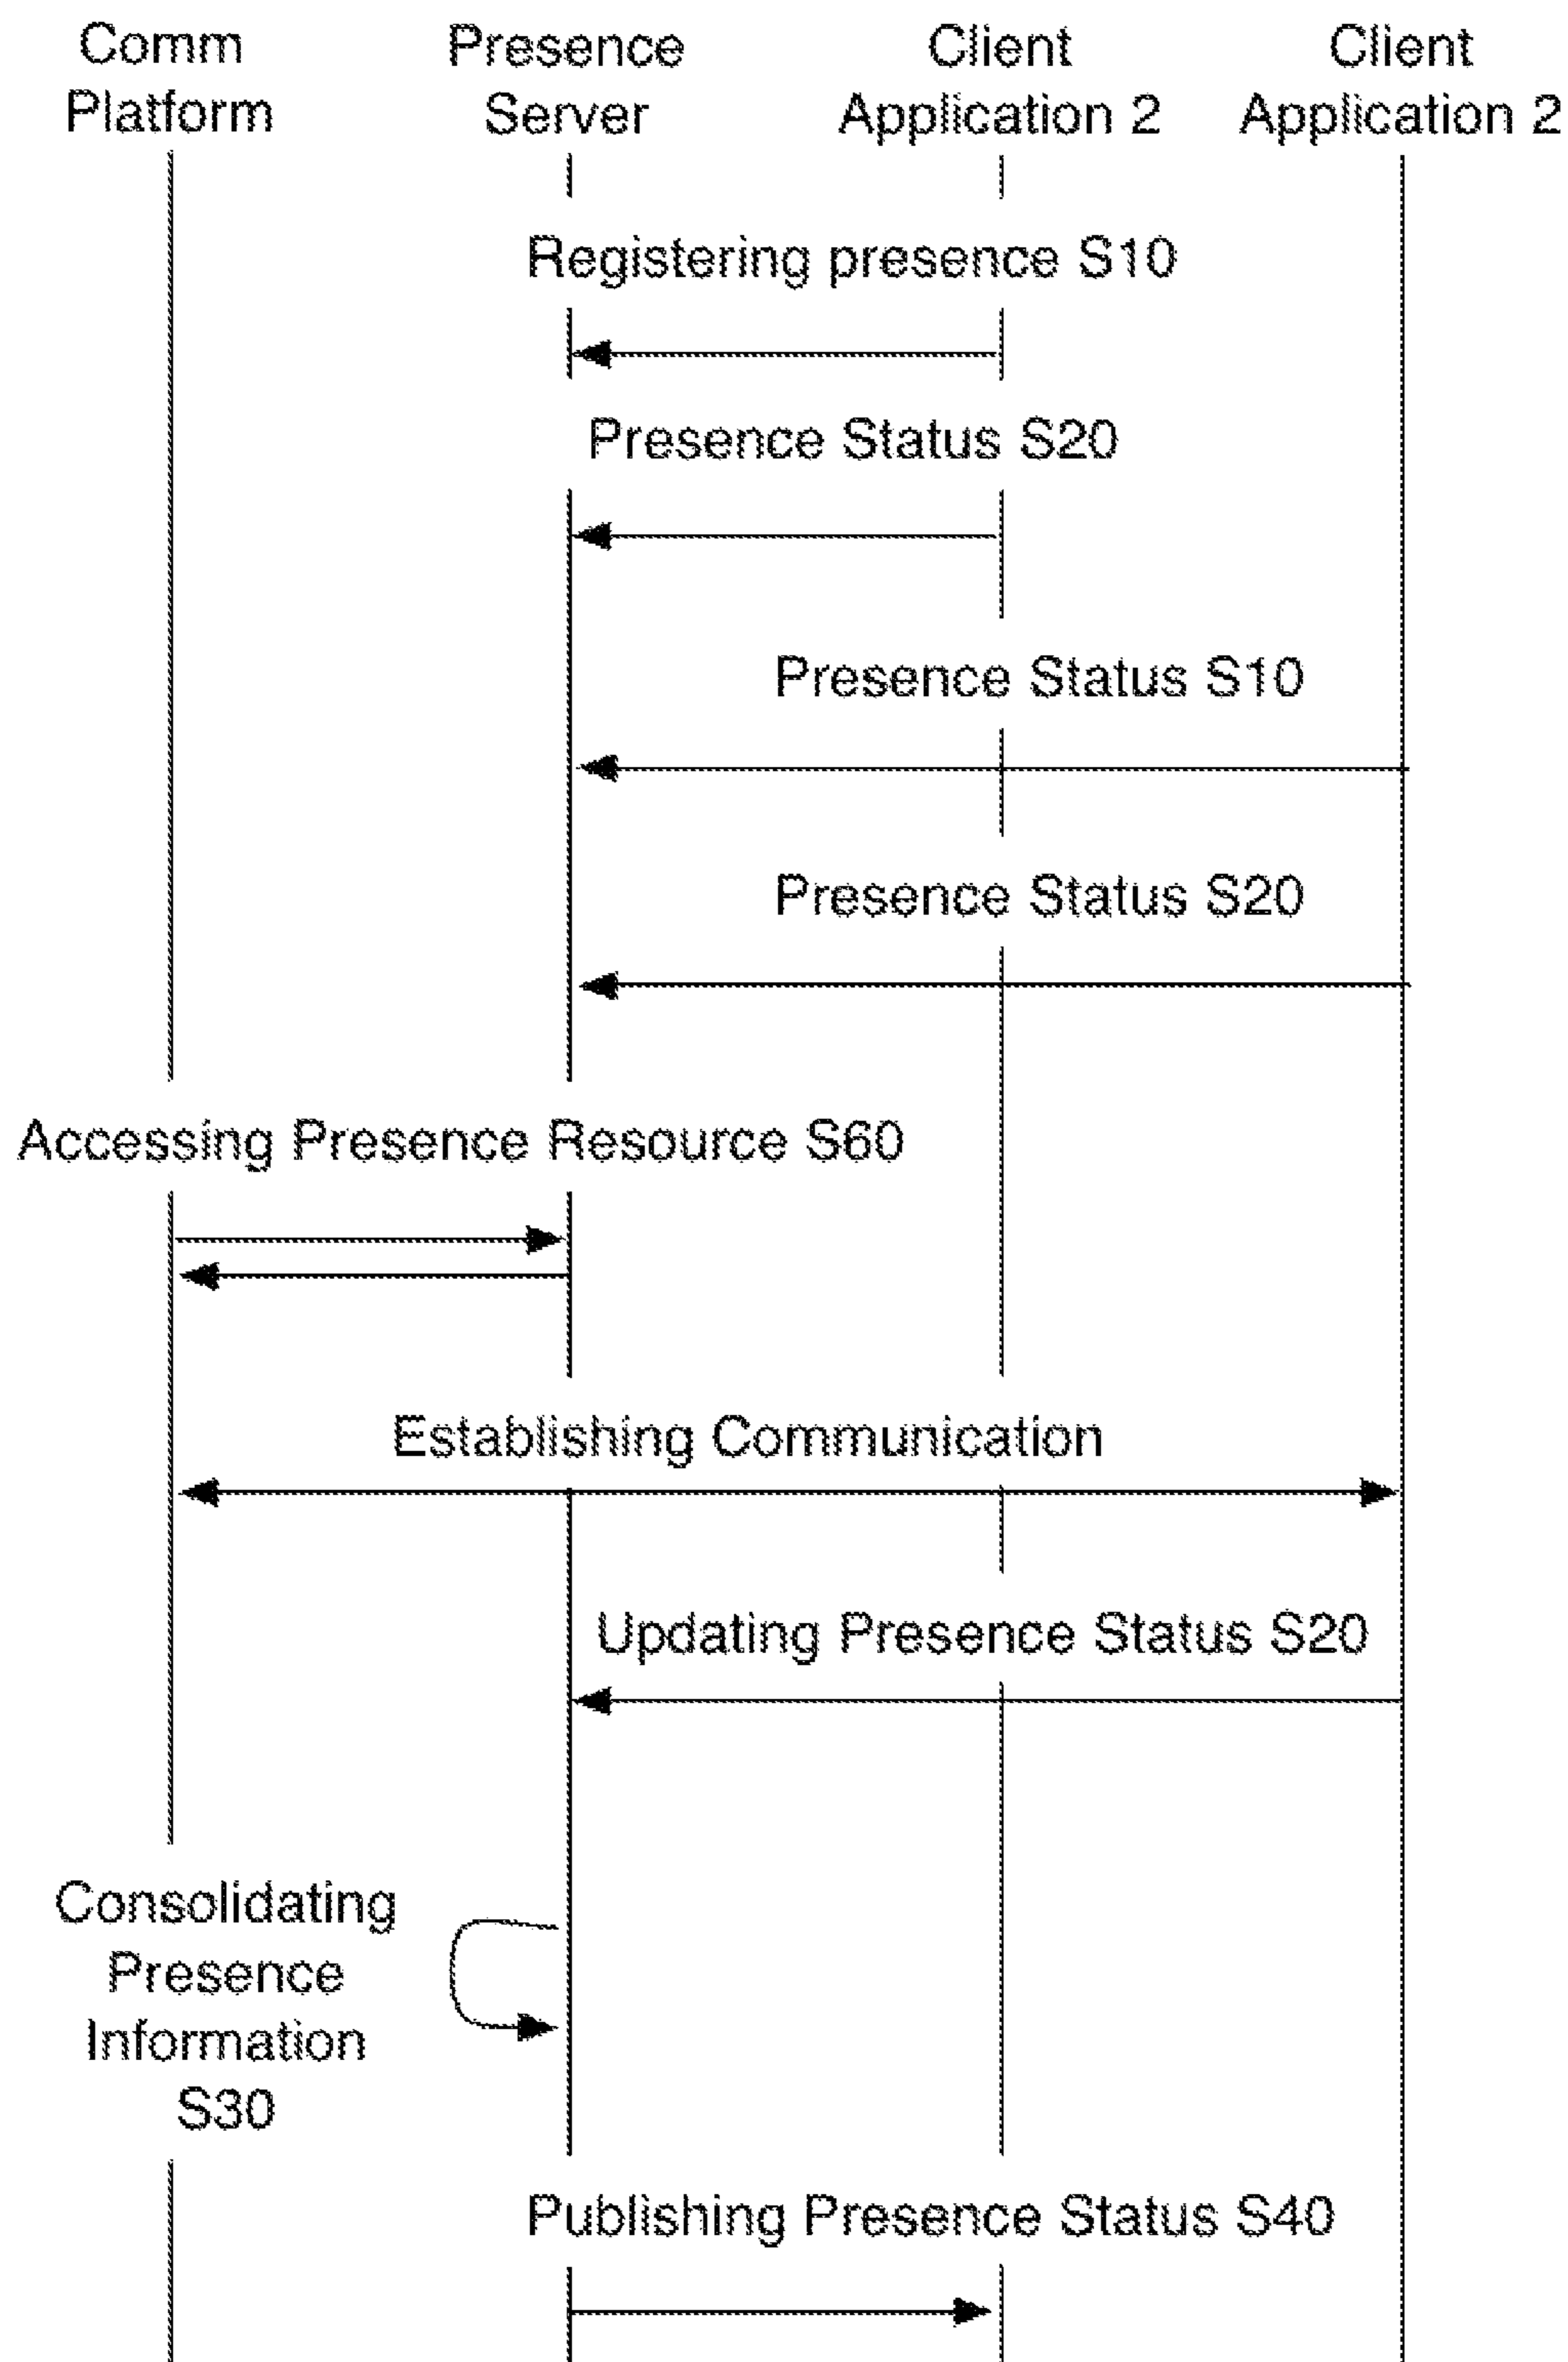 Comm
Platform
Presence
Server
Client
Application 2
Client
Application 2
Registering presence S10
Presence Status S20
Presence Status S10
Presence Status S20
Accessing Presence Resource S60
Establishing Communication
Updating Presence Status S20
Consolidating
Presence
Information
S30
Publishing Presence Status S40